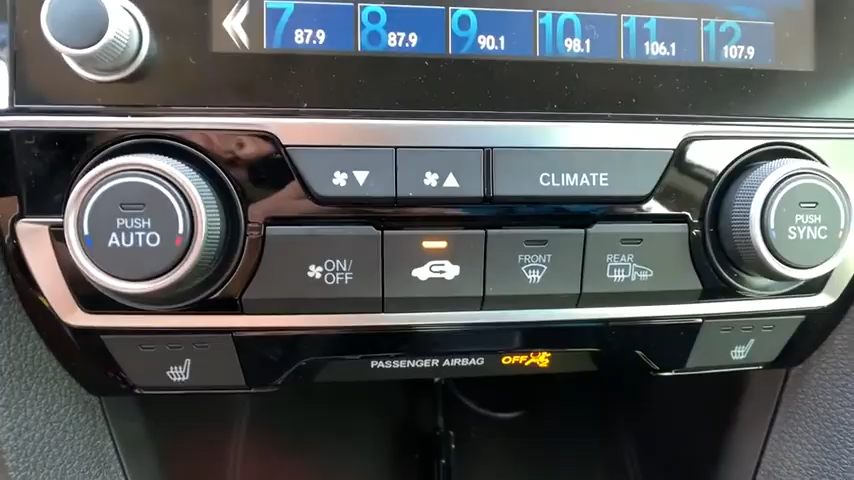 7 87.9 8 87.9 9 90.1 10 98.1 11 106.1 12 107.9
CLIMATE
PUSH
AUTO
PUSH
SYNC
ON/
OFF
FRONT
REAR
PASSENGER AIRBAG OFF